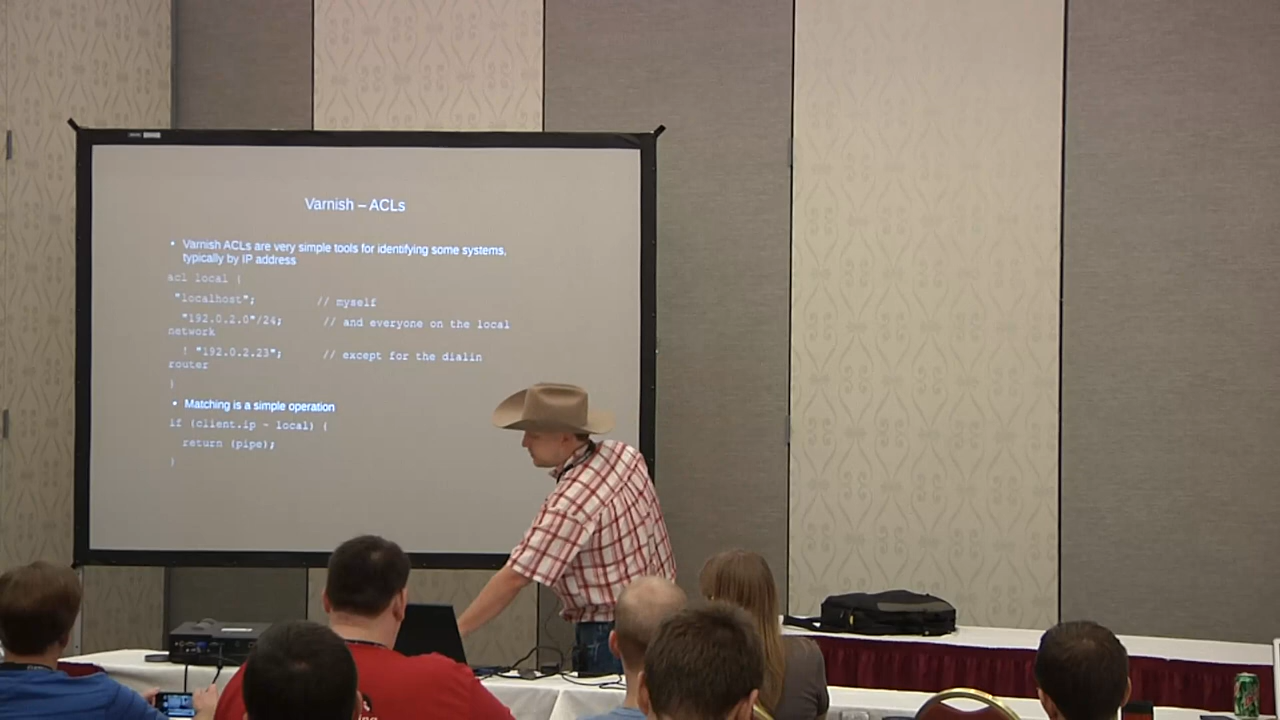 Varnish – ACLs
• Varnish ACLs are very simple tools for identifying some systems,
typically by IP address
acl local {
"localhost"; // myself
"192.0.2.0"/24; // and everyone on the local
network
! "192.0.2.23"; // except for the dialin
router
}
• Matching is a simple operation
if (client.ip ~ local) {
return (pipe);
}